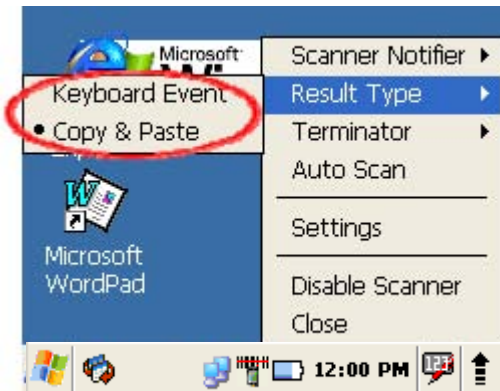 Microsoft
Scanner Notifier
Keyboard Event
Result Type
Copy & Paste
Terminator
Auto Scan
Settings
Microsoft
WordPad
Disable Scanner
Close
12:00 PM
123